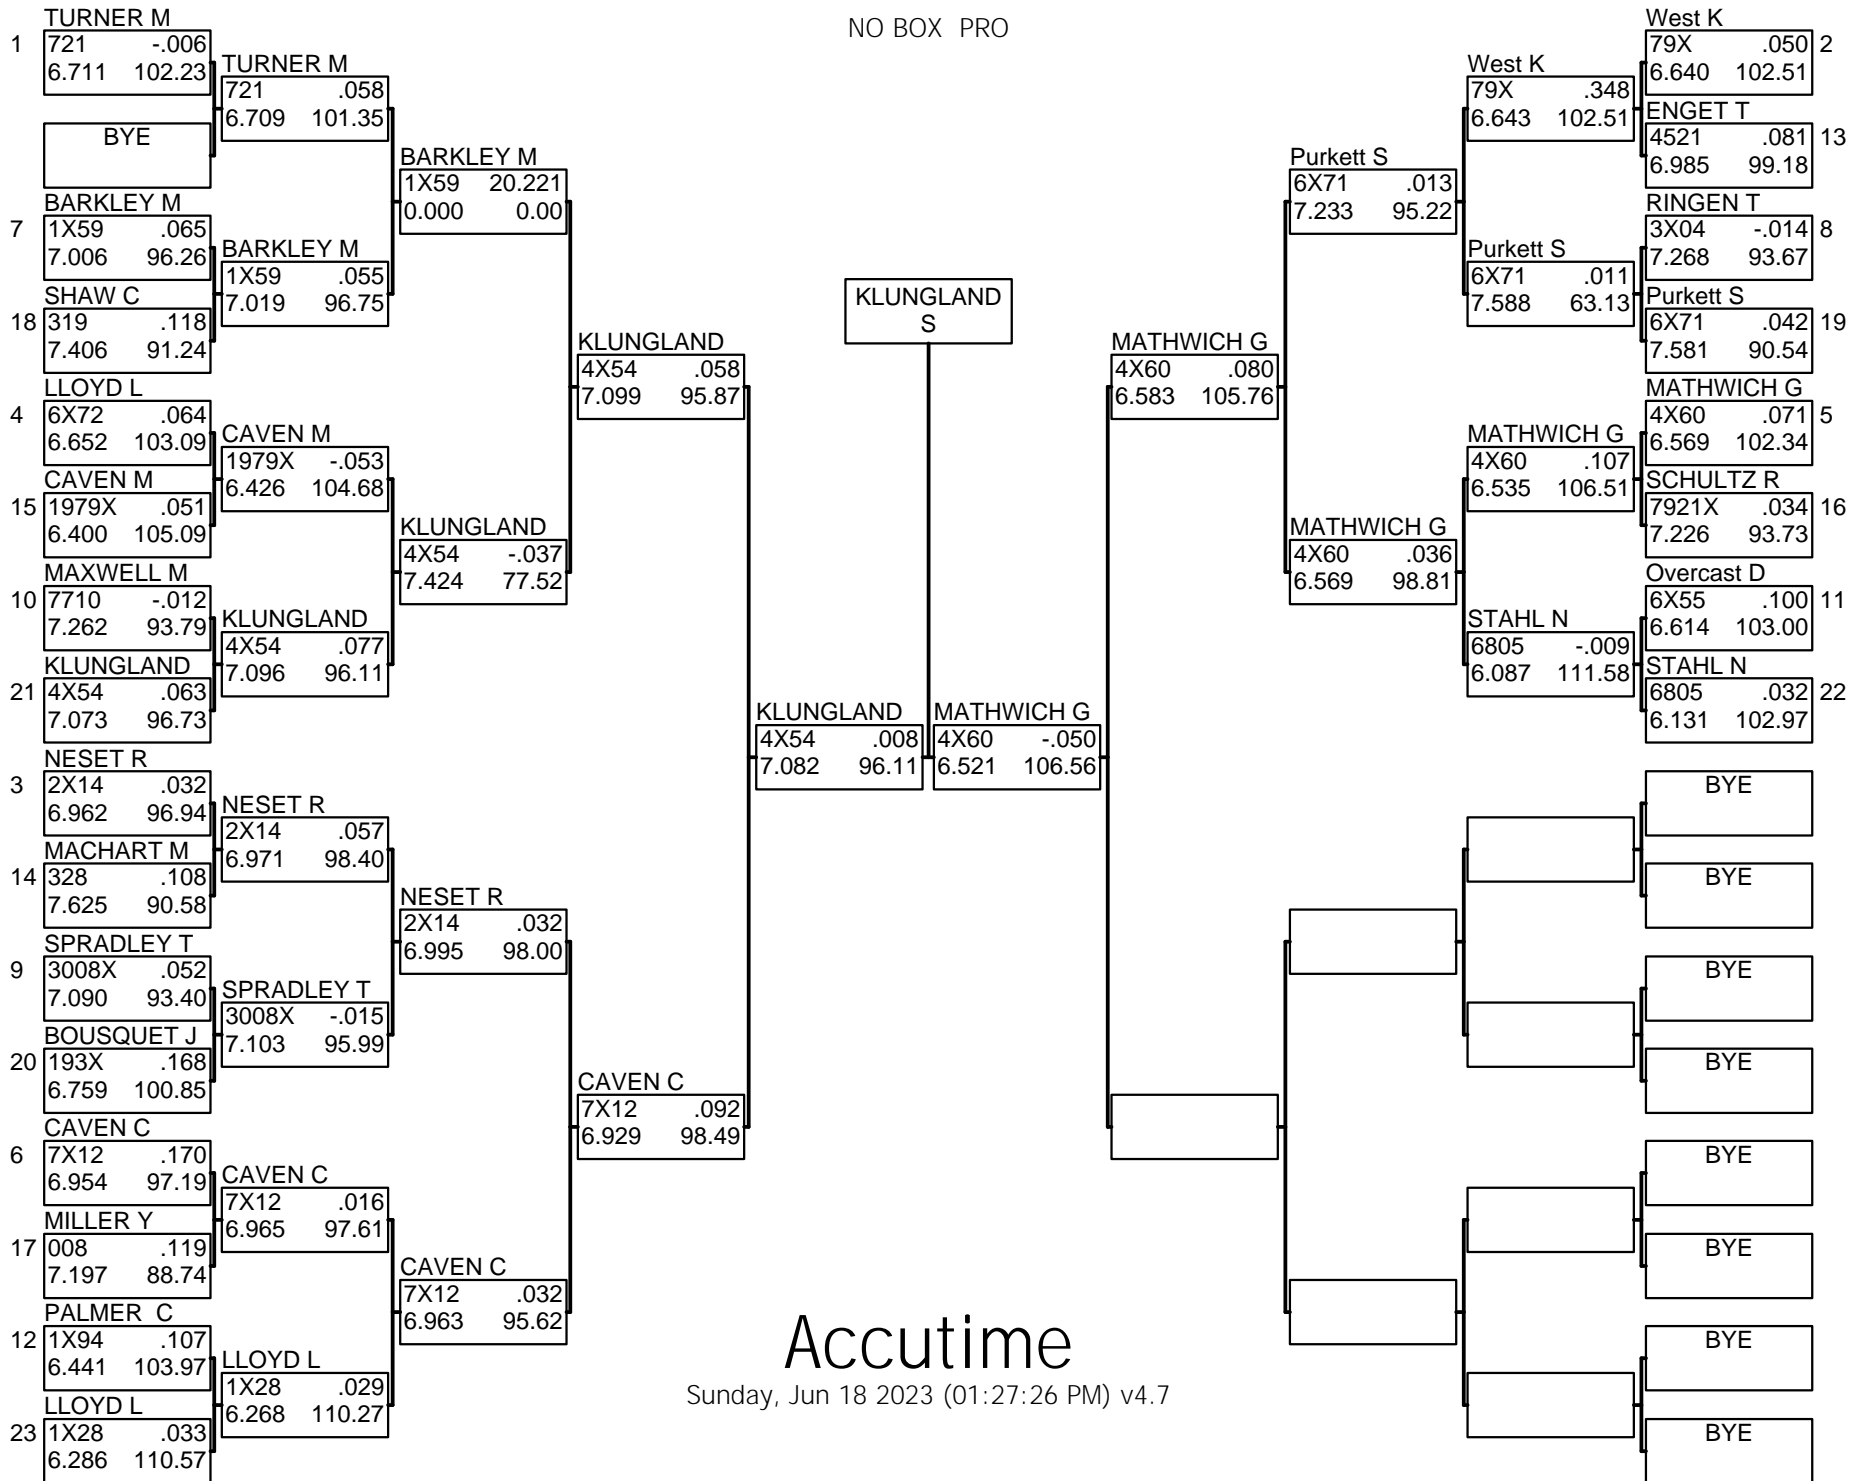 NO BOX  PRO
TURNER M
1 721 -.006
6.711 102.23
BYE
BARKLEY M
7 1X59 .065
7.006 96.26
SHAW C
18 319 .118
7.406 91.24
LLOYD L
4 6X72 .064
6.652 103.09
CAVEN M
15 1979X .051
6.400 105.09
MAXWELL M
10 7710 -.012
7.262 93.79
KLUNGLAND
21 4X54 .063
7.073 96.73
NESET R
3 2X14 .032
6.962 96.94
MACHART M
14 328 .108
7.625 90.58
SPRADLEY T
9 3008X .052
7.090 93.40
BOUSQUET J
20 193X .168
6.759 100.85
CAVEN C
6 7X12 .170
6.954 97.19
MILLER Y
17 008 .119
7.197 88.74
PALMER  C
12 1X94 .107
6.441 103.97
LLOYD L
23 1X28 .033
6.286 110.57
TURNER M
721 .058
6.709 101.35
BARKLEY M
1X59 .055
7.019 96.75
CAVEN M
1979X -.053
6.426 104.68
KLUNGLAND
4X54 .077
7.096 96.11
NESET R
2X14 .057
6.971 98.40
SPRADLEY T
3008X -.015
7.103 95.99
CAVEN C
7X12 .016
6.965 97.61
LLOYD L
1X28 .029
6.268 110.27
BARKLEY M
1X59 20.221
0.000 0.00
KLUNGLAND
4X54 -.037
7.424 77.52
NESET R
2X14 .032
6.995 98.00
CAVEN C
7X12 .032
6.963 95.62
KLUNGLAND
4X54 .058
7.099 95.87
CAVEN C
7X12 .092
6.929 98.49
KLUNGLAND
4X54 .008
7.082 96.11
KLUNGLAND
S
MATHWICH G
4X60 -.050
6.521 106.56
MATHWICH G
4X60 .080
6.583 105.76
Purkett S
6X71 .013
7.233 95.22
MATHWICH G
4X60 .036
6.569 98.81
West K
79X .348
6.643 102.51
Purkett S
6X71 .011
7.588 63.13
MATHWICH G
4X60 .107
6.535 106.51
STAHL N
6805 -.009
6.087 111.58
West K
79X .050 2
6.640 102.51
ENGET T
4521 .081 13
6.985 99.18
RINGEN T
3X04 -.014 8
7.268 93.67
Purkett S
6X71 .042 19
7.581 90.54
MATHWICH G
4X60 .071 5
6.569 102.34
SCHULTZ R
7921X .034 16
7.226 93.73
Overcast D
6X55 .100 11
6.614 103.00
STAHL N
6805 .032 22
6.131 102.97
BYE
BYE
BYE
BYE
BYE
BYE
BYE
BYE
Accutime
Sunday, Jun 18 2023 (01:27:26 PM) v4.7